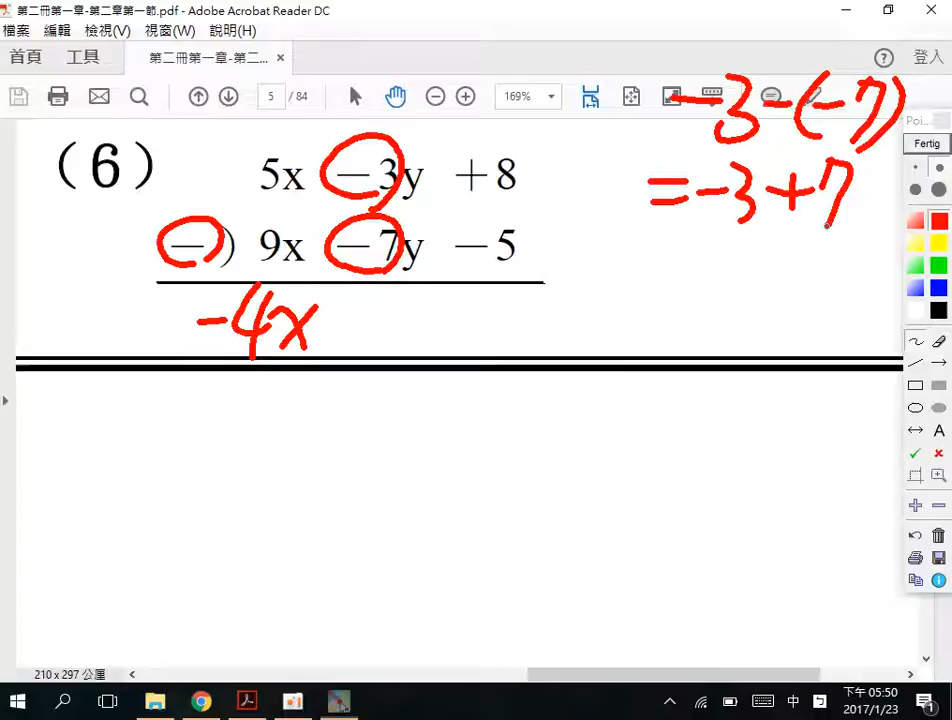 第二冊第一章-第二章第一節.pdf - Adobe Acrobat Reader DC
檔案 編輯 檢視(V) 視窗(W) 說明(H)
首頁 工具 第二冊第一章-第二... × ? 登入
5 / 84 169%
-3-(-7)
Poi...
Fertig
(6) 5x -3y +8
=-3+7
-) 9x -7y -5
-4x
A
210 x 297 公厘
中 下午 05:50
2017/1/23 1